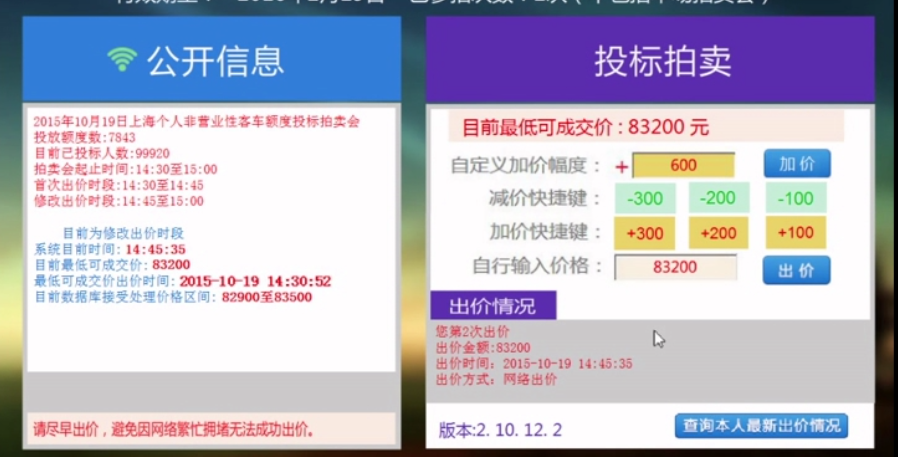 公开信息
2015年10月19日上海个人非营业性客车额度投标拍卖会
投放额度数:7843
目前已投标人数:99920
拍卖会起止时间:14:30至15:00
首次出价时段:14:30至14:45
修改出价时段:14:45至15:00
目前为修改出价时段
系统目前时间: 14:45:35
目前最低可成交价: 83200
最低可成交价出价时间: 2015-10-19 14:30:52
目前数据库接受处理价格区间: 82900至83500
请尽早出价，避免因网络繁忙拥堵无法成功出价。
投标拍卖
目前最低可成交价 : 83200 元
自定义加价幅度： + 600 加 价
减价快捷键： -300 -200 -100
加价快捷键： +300 +200 +100
自行输入价格： 83200 出 价
出价情况
您第2次出价
出价金额:83200
出价时间: 2015-10-19 14:45:35
出价方式: 网络出价
版本:2. 10. 12. 2
查询本人最新出价情况